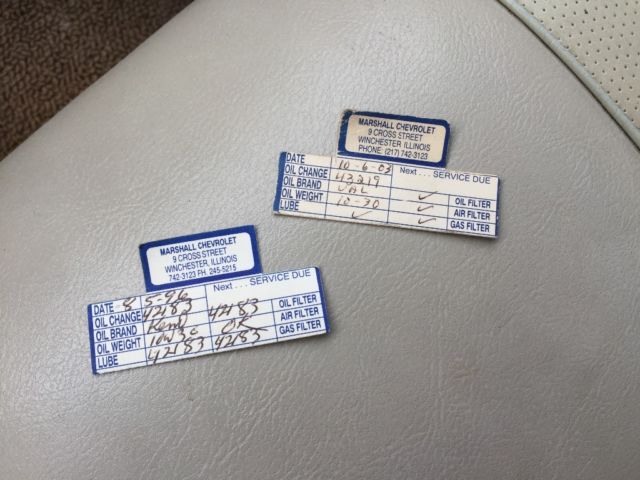 MARSHALL CHEVROLET
9 CROSS STREET
WINCHESTER, ILLINOIS
PHONE: (217) 742-3123
DATE 10-6-03 Next . . . SERVICE DUE
OIL CHANGE 43219
OIL BRAND VAL ✓ OIL FILTER
OIL WEIGHT 10-30 ✓ AIR FILTER
LUBE ✓ ✓ GAS FILTER
MARSHALL CHEVROLET
9 CROSS STREET
WINCHESTER, ILLINOIS
742-3123 PH. 245-5215
DATE 8-5-96 Next . . . SERVICE DUE
OIL CHANGE 42183 42183 OIL FILTER
OIL BRAND Kend OK AIR FILTER
OIL WEIGHT 10W30 42183 GAS FILTER
LUBE 42183